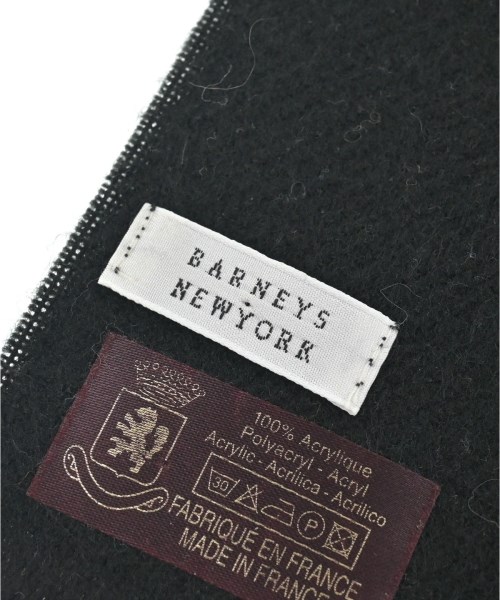 BARNEYS
NEWYORK
100% Acrylique
Polyacryl - Acryl
Acrylic - Acrilica - Acrilico
30 P
FABRIQUÉ EN FRANCE
MADE IN FRANCE